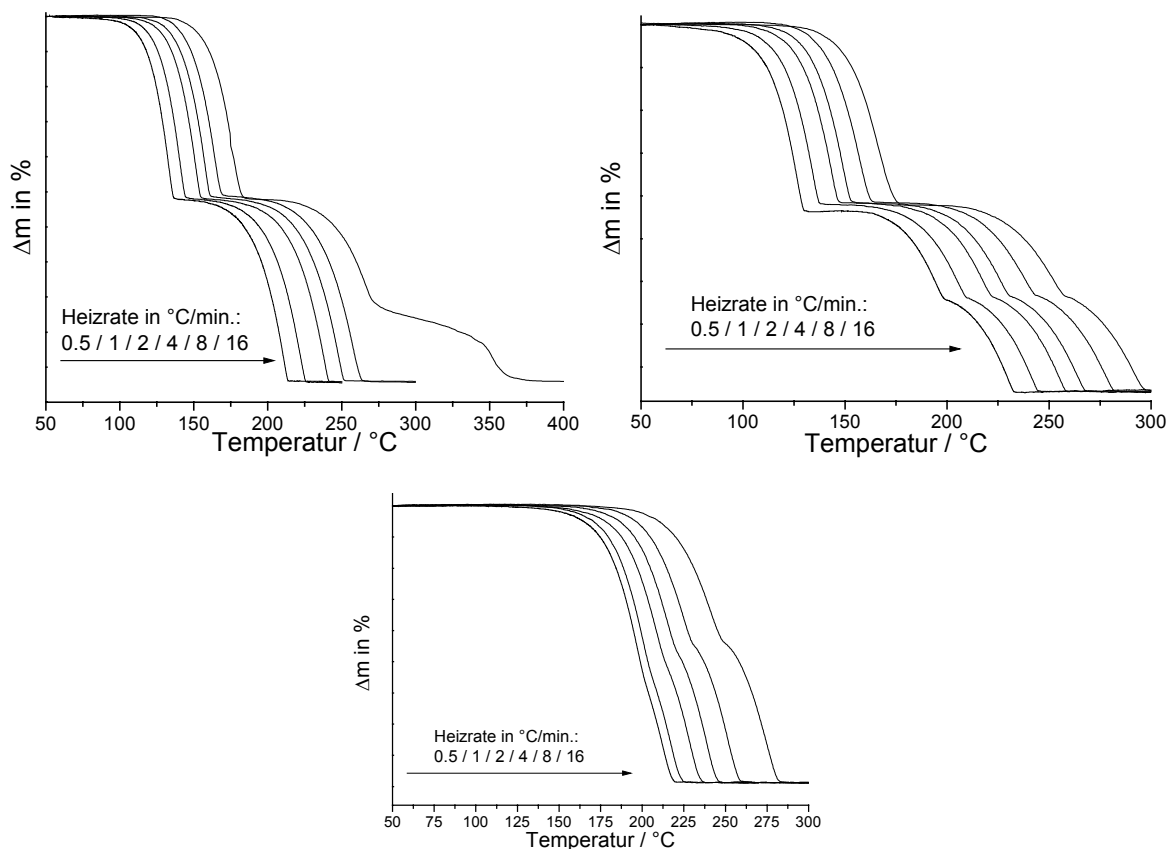 Δm in %
Heizrate in °C/min.:
0.5 / 1 / 2 / 4 / 8 / 16
50 100 150 200 250 300 350 400
Temperatur / °C
Δm in %
Heizrate in °C/min.:
0.5 / 1 / 2 / 4 / 8 / 16
50 100 150 200 250 300
Temperatur / °C
Δm in %
Heizrate in °C/min.:
0.5 / 1 / 2 / 4 / 8 / 16
50 75 100 125 150 175 200 225 250 275 300
Temperatur / °C